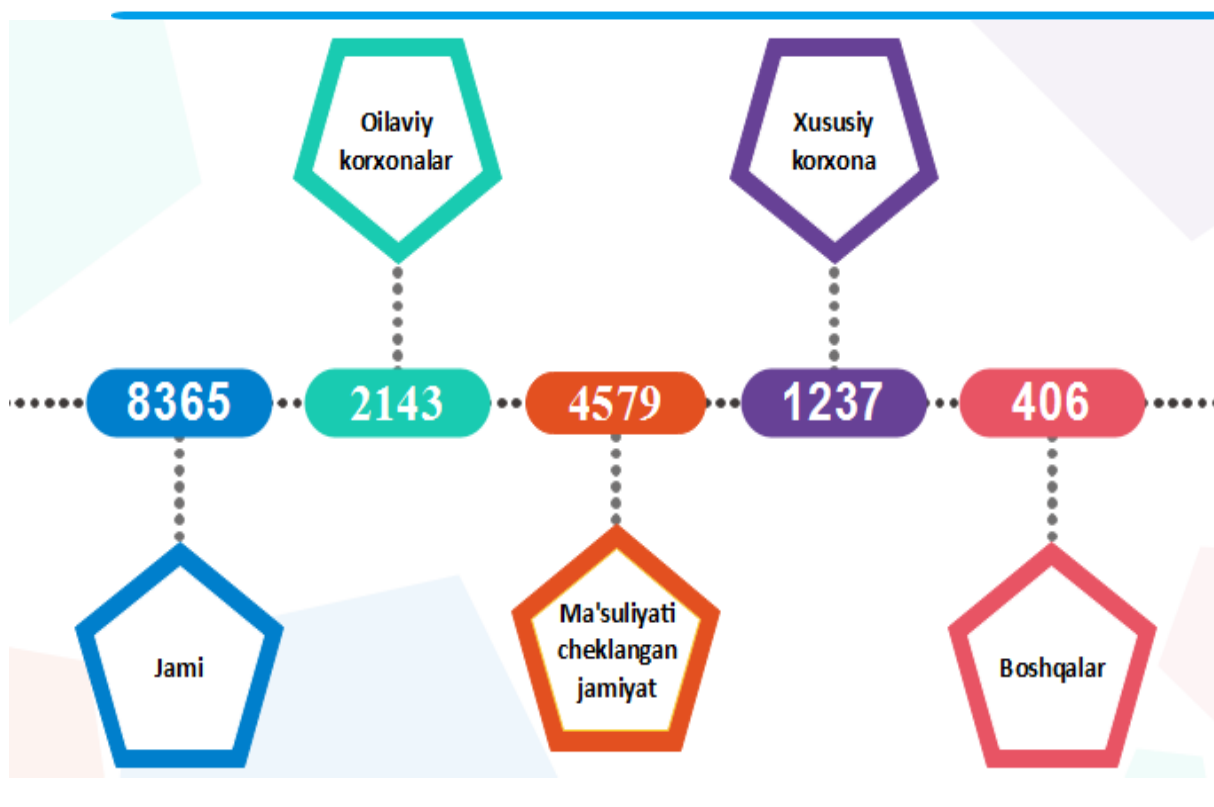 Oilaviy
korxonalar
Xususiy
korxona
8365
2143
4579
1237
406
Jami
Ma'suliyati
cheklangan
jamiyat
Boshqalar